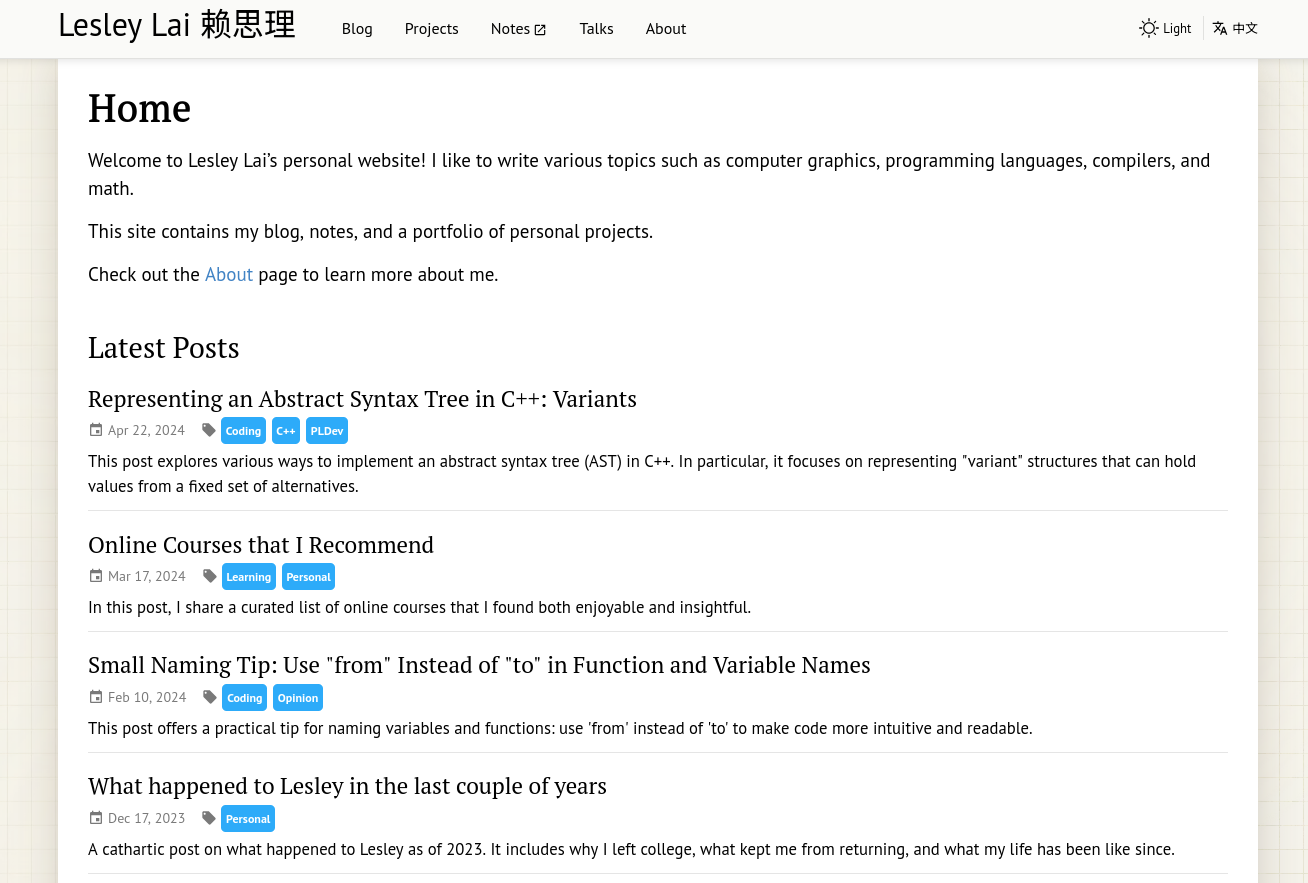 Lesley Lai 赖思理
Blog
Projects
Notes
Talks
About
Light
中文
Home
Welcome to Lesley Lai’s personal website! I like to write various topics such as computer graphics, programming languages, compilers, and
math.
This site contains my blog, notes, and a portfolio of personal projects.
Check out the About page to learn more about me.
Latest Posts
Representing an Abstract Syntax Tree in C++: Variants
Apr 22, 2024 Coding C++ PLDev
This post explores various ways to implement an abstract syntax tree (AST) in C++. In particular, it focuses on representing "variant" structures that can hold
values from a fixed set of alternatives.
Online Courses that I Recommend
Mar 17, 2024 Learning Personal
In this post, I share a curated list of online courses that I found both enjoyable and insightful.
Small Naming Tip: Use "from" Instead of "to" in Function and Variable Names
Feb 10, 2024 Coding Opinion
This post offers a practical tip for naming variables and functions: use 'from' instead of 'to' to make code more intuitive and readable.
What happened to Lesley in the last couple of years
Dec 17, 2023 Personal
A cathartic post on what happened to Lesley as of 2023. It includes why I left college, what kept me from returning, and what my life has been like since.